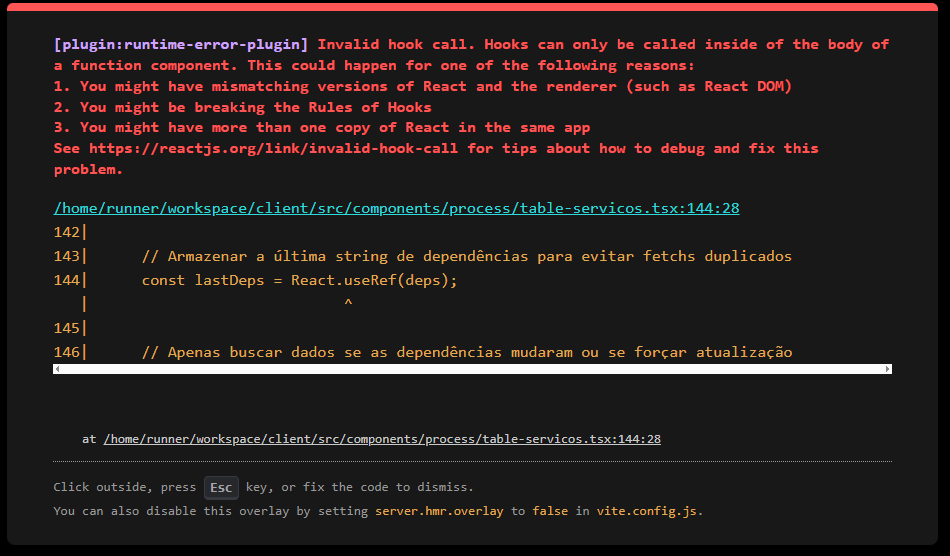 [plugin:runtime-error-plugin] Invalid hook call. Hooks can only be called inside of the body of
a function component. This could happen for one of the following reasons:
1. You might have mismatching versions of React and the renderer (such as React DOM)
2. You might be breaking the Rules of Hooks
3. You might have more than one copy of React in the same app
See https://reactjs.org/link/invalid-hook-call for tips about how to debug and fix this
problem.
/home/runner/workspace/client/src/components/process/table-servicos.tsx:144:28
142|
143|      // Armazenar a última string de dependências para evitar fetchs duplicados
144|      const lastDeps = React.useRef(deps);
   |                             ^
145|
146|      // Apenas buscar dados se as dependências mudaram ou se forçar atualização
at /home/runner/workspace/client/src/components/process/table-servicos.tsx:144:28
Click outside, press Esc key, or fix the code to dismiss.
You can also disable this overlay by setting server.hmr.overlay to false in vite.config.js.